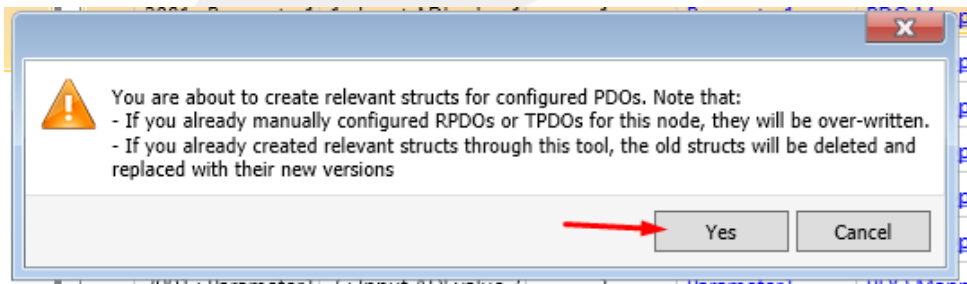 You are about to create relevant structs for configured PDOs. Note that:
- If you already manually configured RPDOs or TPDOs for this node, they will be over-written.
- If you already created relevant structs through this tool, the old structs will be deleted and
replaced with their new versions
Yes
Cancel